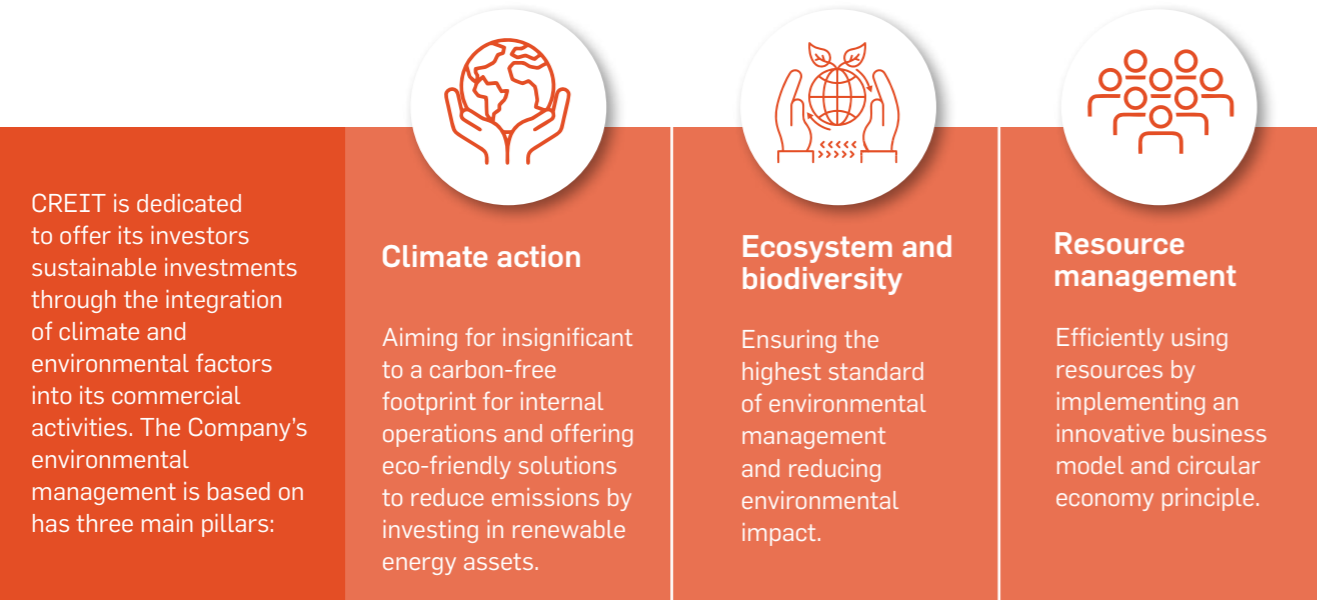 CREIT is dedicated
to offer its investors
sustainable investments
through the integration
of climate and
environmental factors
into its commercial
activities. The Company's
environmental
management is based on
has three main pillars:
Climate action
Aiming for insignificant
to a carbon-free
footprint for internal
operations and offering
eco-friendly solutions
to reduce emissions by
investing in renewable
energy assets.
Ecosystem and
biodiversity
Ensuring the
highest standard
of environmental
management
and reducing
environmental
impact.
Resource
management
Efficiently using
resources by
implementing an
innovative business
model and circular
economy principle.